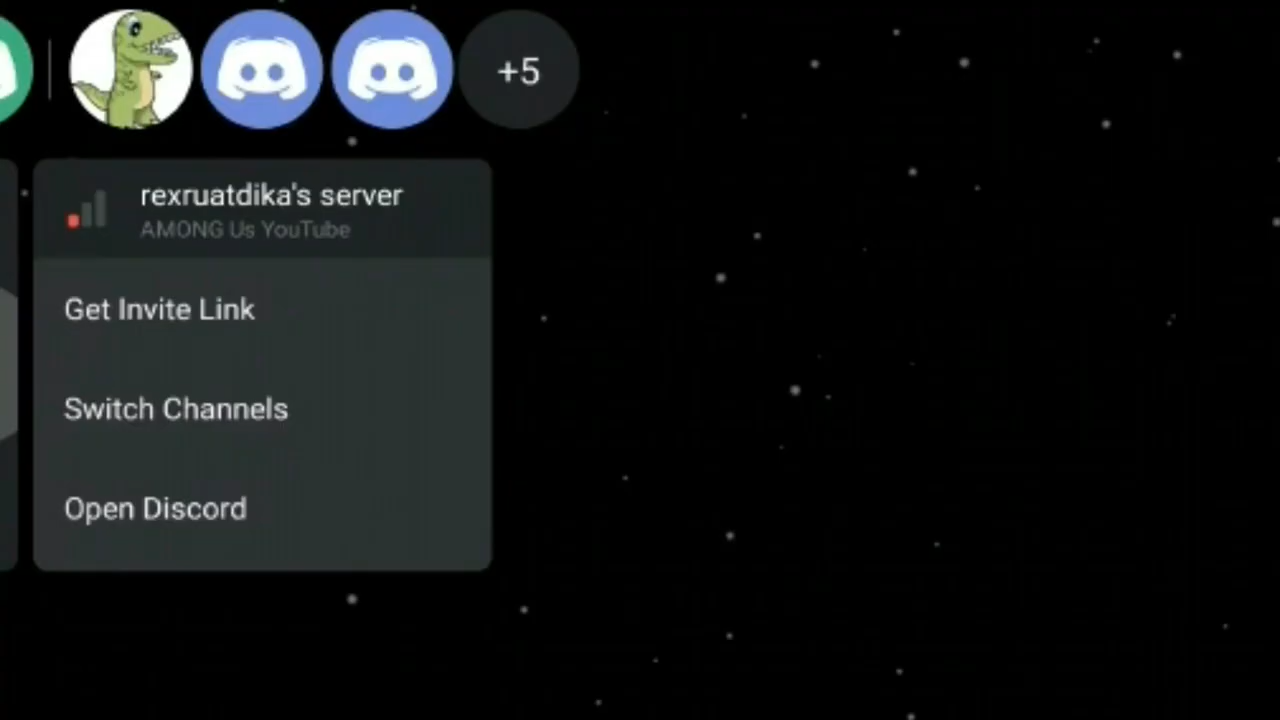 +5
rexruatdika's server
AMONG Us YouTube
Get Invite Link
Switch Channels
Open Discord